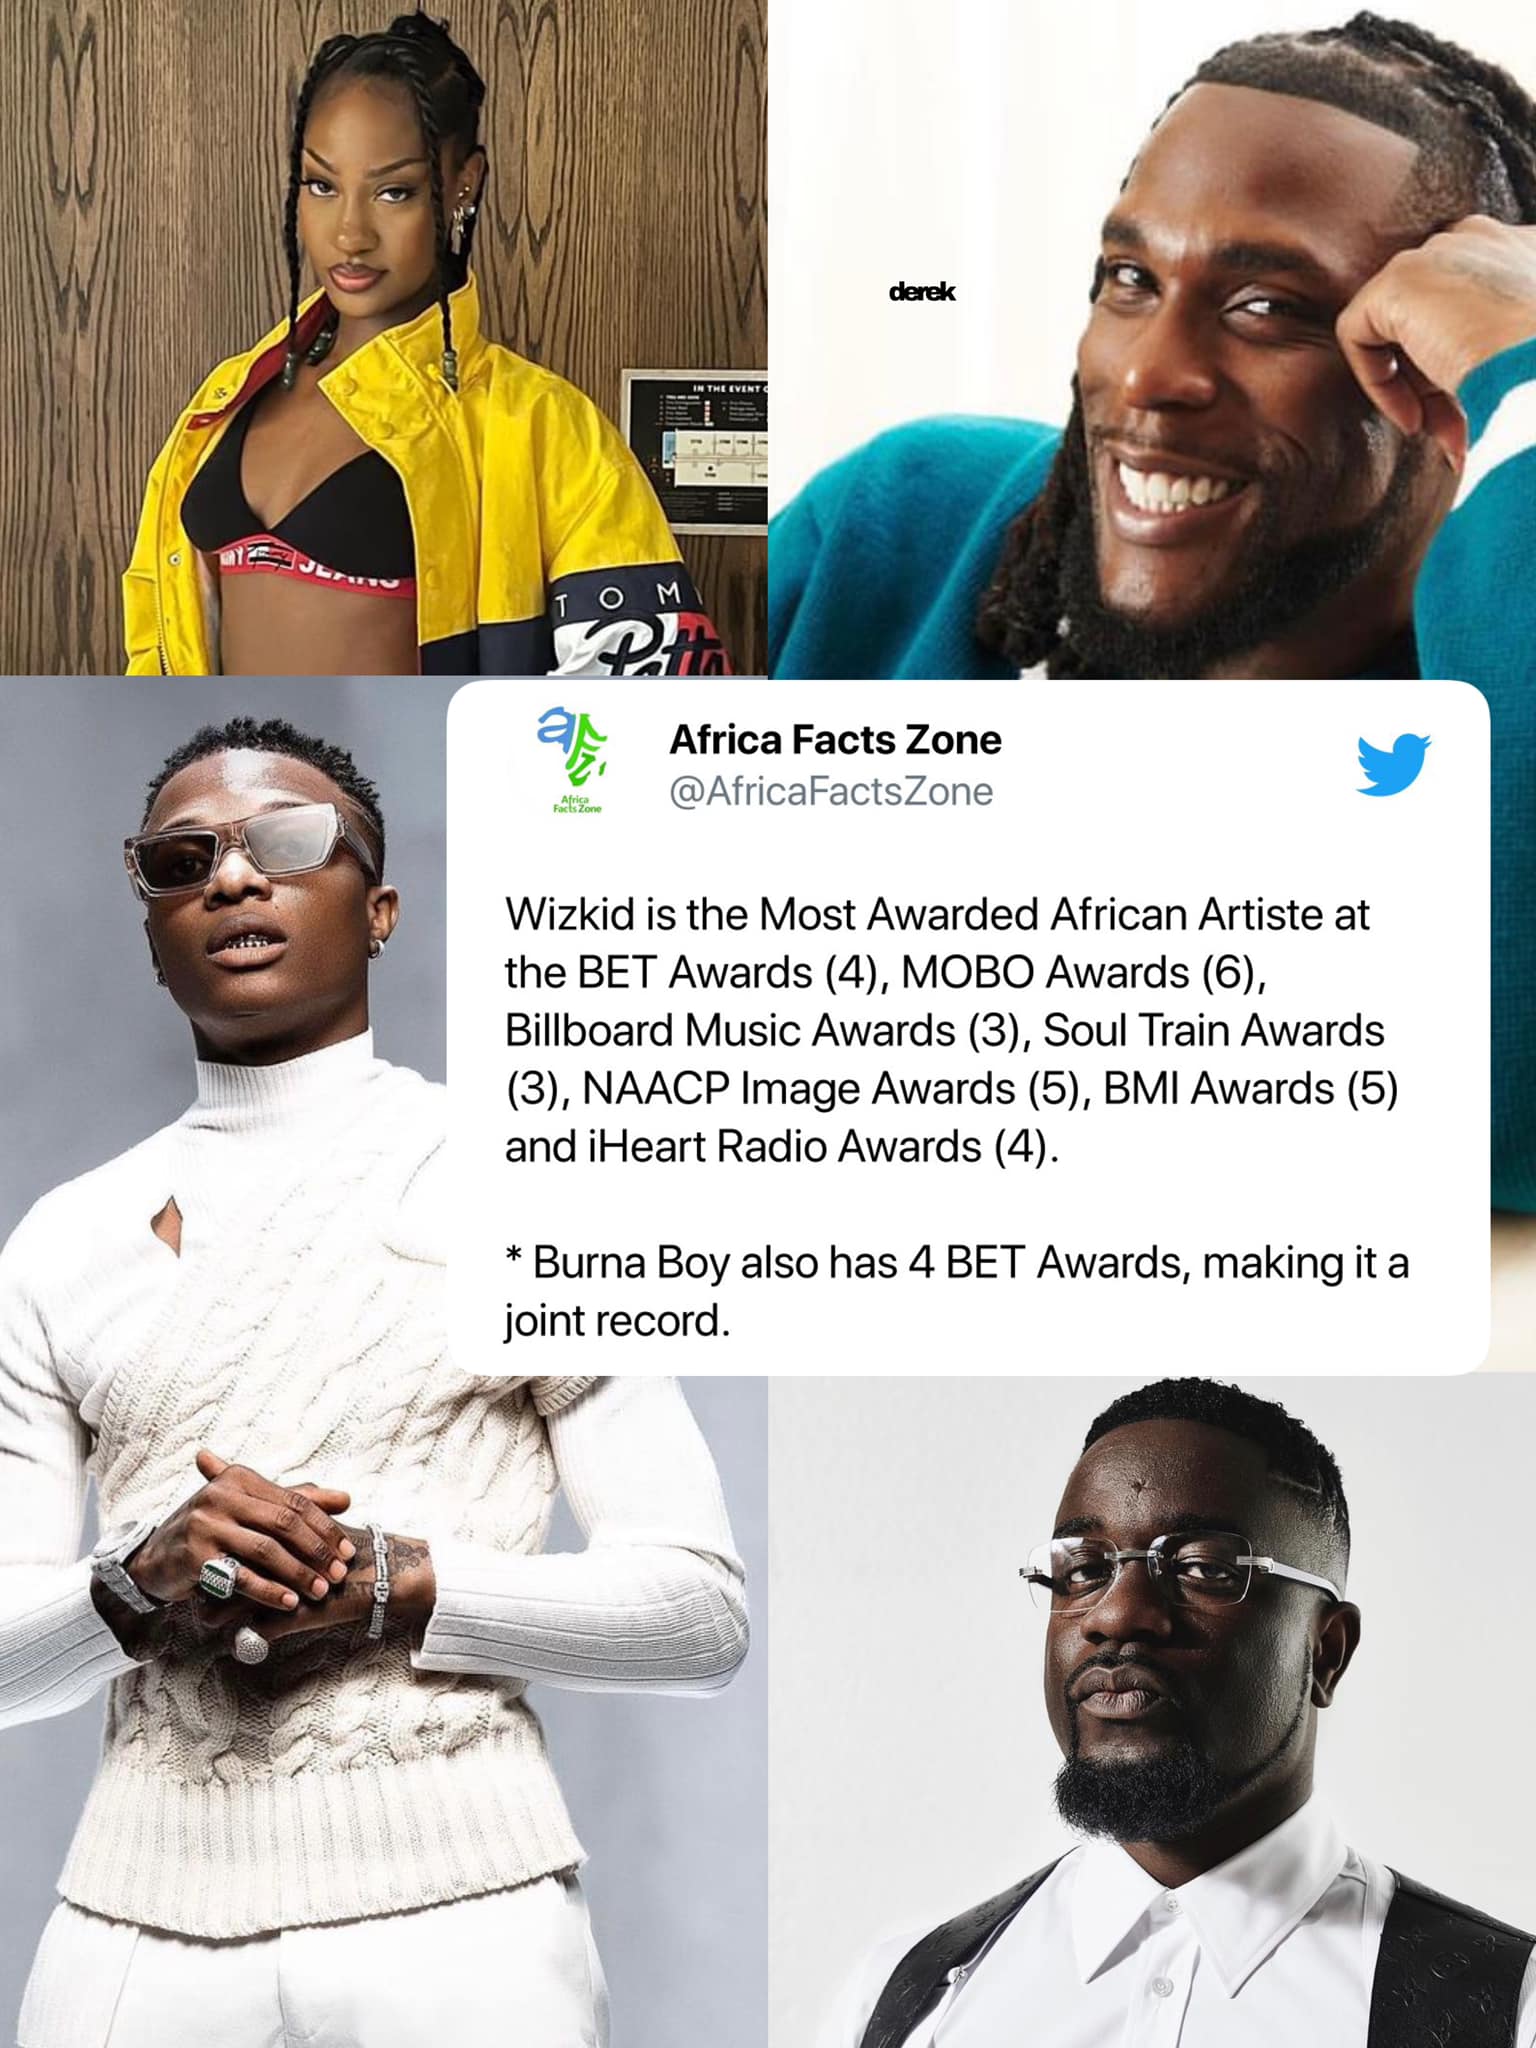 IN THE EVENT O
derek
JEANS
TOM
Africa
Facts Zone
Africa Facts Zone
@AfricaFactsZone
Wizkid is the Most Awarded African Artiste at
the BET Awards (4), MOBO Awards (6),
Billboard Music Awards (3), Soul Train Awards
(3), NAACP Image Awards (5), BMI Awards (5)
and iHeart Radio Awards (4).
* Burna Boy also has 4 BET Awards, making it a
joint record.